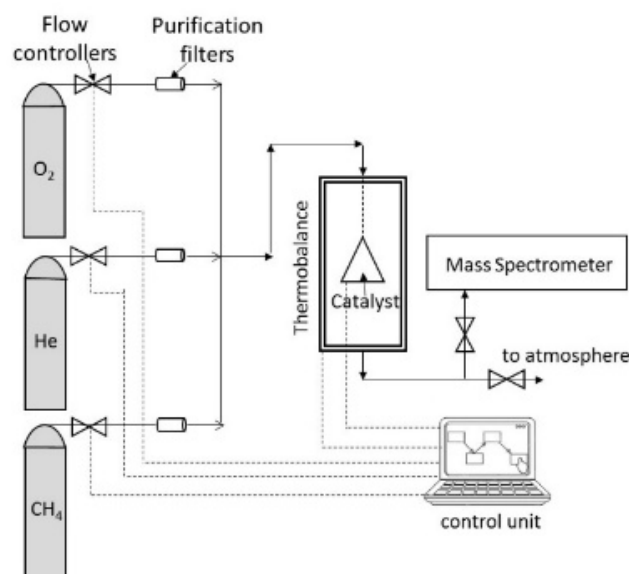 Flow
controllers
Purification
filters
O₂
He
CH₄
Thermobalance
Catalyst
Mass Spectrometer
to atmosphere
control unit